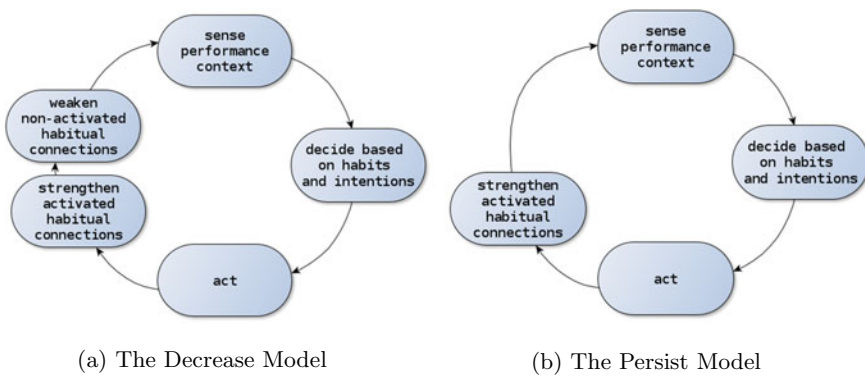 sense
performance
context
weaken
non-activated
habitual
connections
decide based
on habits
and intentions
strengthen
activated
habitual
connections
act
(a) The Decrease Model
sense
performance
context
decide based
on habits
and intentions
strengthen
activated
habitual
connections
act
(b) The Persist Model